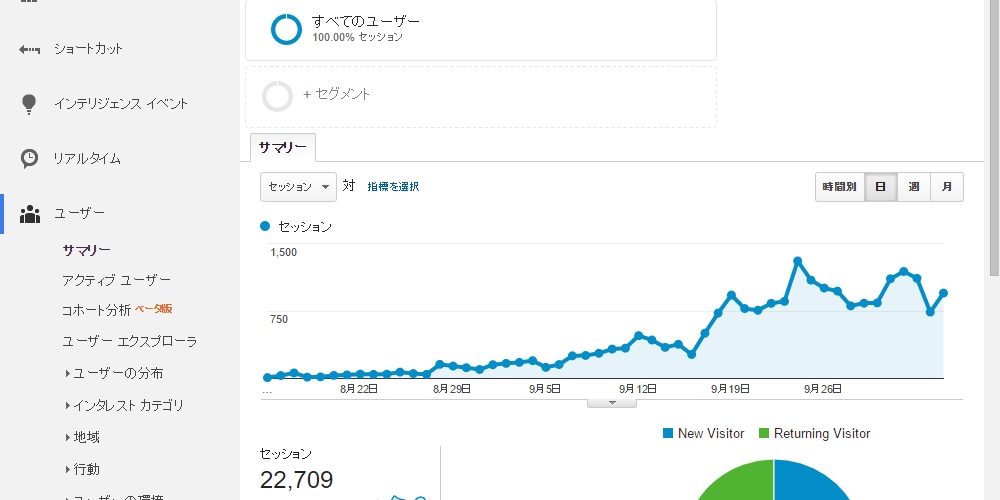 ショートカット
インテリジェンス イベント
リアルタイム
ユーザー
サマリー
アクティブ ユーザー
コホート分析 ベータ版
ユーザー エクスプローラ
ユーザーの分布
インタレスト カテゴリ
地域
行動
ユーザーの環境
すべてのユーザー
100.00% セッション
+ セグメント
サマリー
セッション 対 指標を選択
時間別 日 週 月
セッション
1,500
750
... 8月22日 8月29日 9月5日 9月12日 9月19日 9月26日
New Visitor Returning Visitor
セッション
22,709